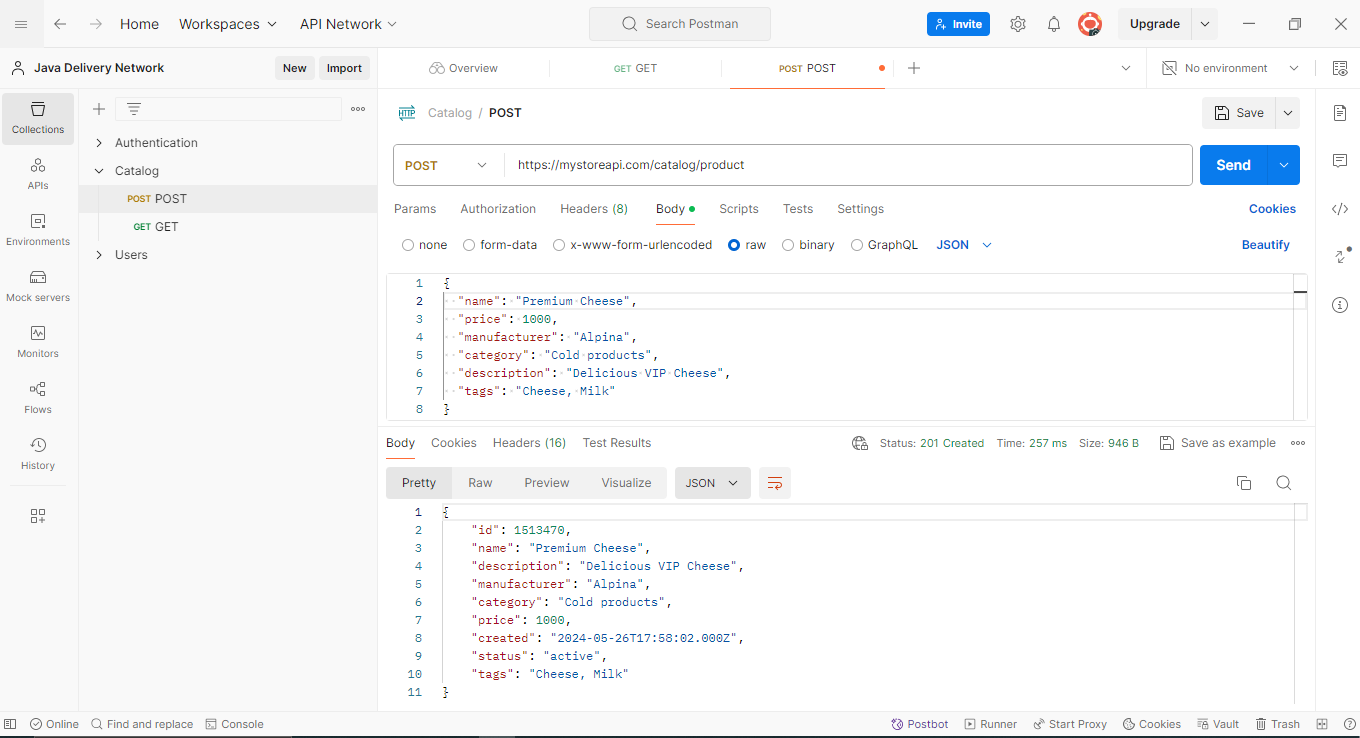 Home Workspaces API Network Search Postman Invite Upgrade
Java Delivery Network New Import Overview GET GET POST POST No environment
Collections
APIs
Environments
Mock servers
Monitors
Flows
History
Authentication
Catalog
POST POST
GET GET
Users
HTTP Catalog / POST Save
POST https://mystoreapi.com/catalog/product Send
Params Authorization Headers (8) Body Scripts Tests Settings Cookies
none form-data x-www-form-urlencoded raw binary GraphQL JSON Beautify
1 {
2 "name": "Premium Cheese",
3 "price": 1000,
4 "manufacturer": "Alpina",
5 "category": "Cold products",
6 "description": "Delicious VIP Cheese",
7 "tags": "Cheese, Milk"
8 }
Body Cookies Headers (16) Test Results Status: 201 Created Time: 257 ms Size: 946 B Save as example
Pretty Raw Preview Visualize JSON
1 {
2 "id": 1513470,
3 "name": "Premium Cheese",
4 "description": "Delicious VIP Cheese",
5 "manufacturer": "Alpina",
6 "category": "Cold products",
7 "price": 1000,
8 "created": "2024-05-26T17:58:02.000Z",
9 "status": "active",
10 "tags": "Cheese, Milk"
11 }
Online Find and replace Console Postbot Runner Start Proxy Cookies Vault Trash